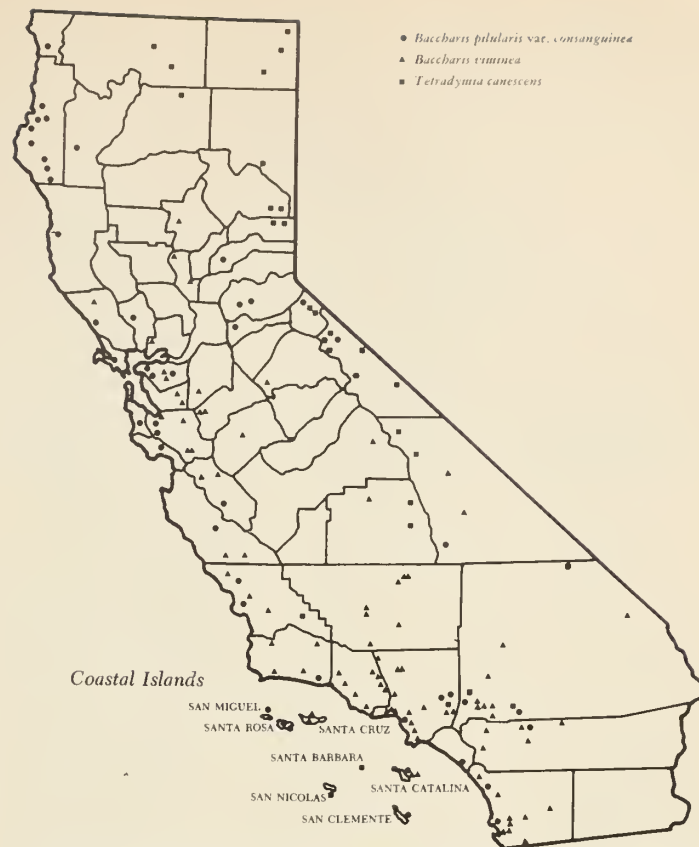 Baccharis pilularis var. consanguinea
Baccharis viminea
Tetradymia canescens
Coastal Islands
SAN MIGUEL
SANTA ROSA
SANTA CRUZ
SANTA BARBARA
SANTA CATALINA
SAN NICOLAS
SAN CLEMENTE